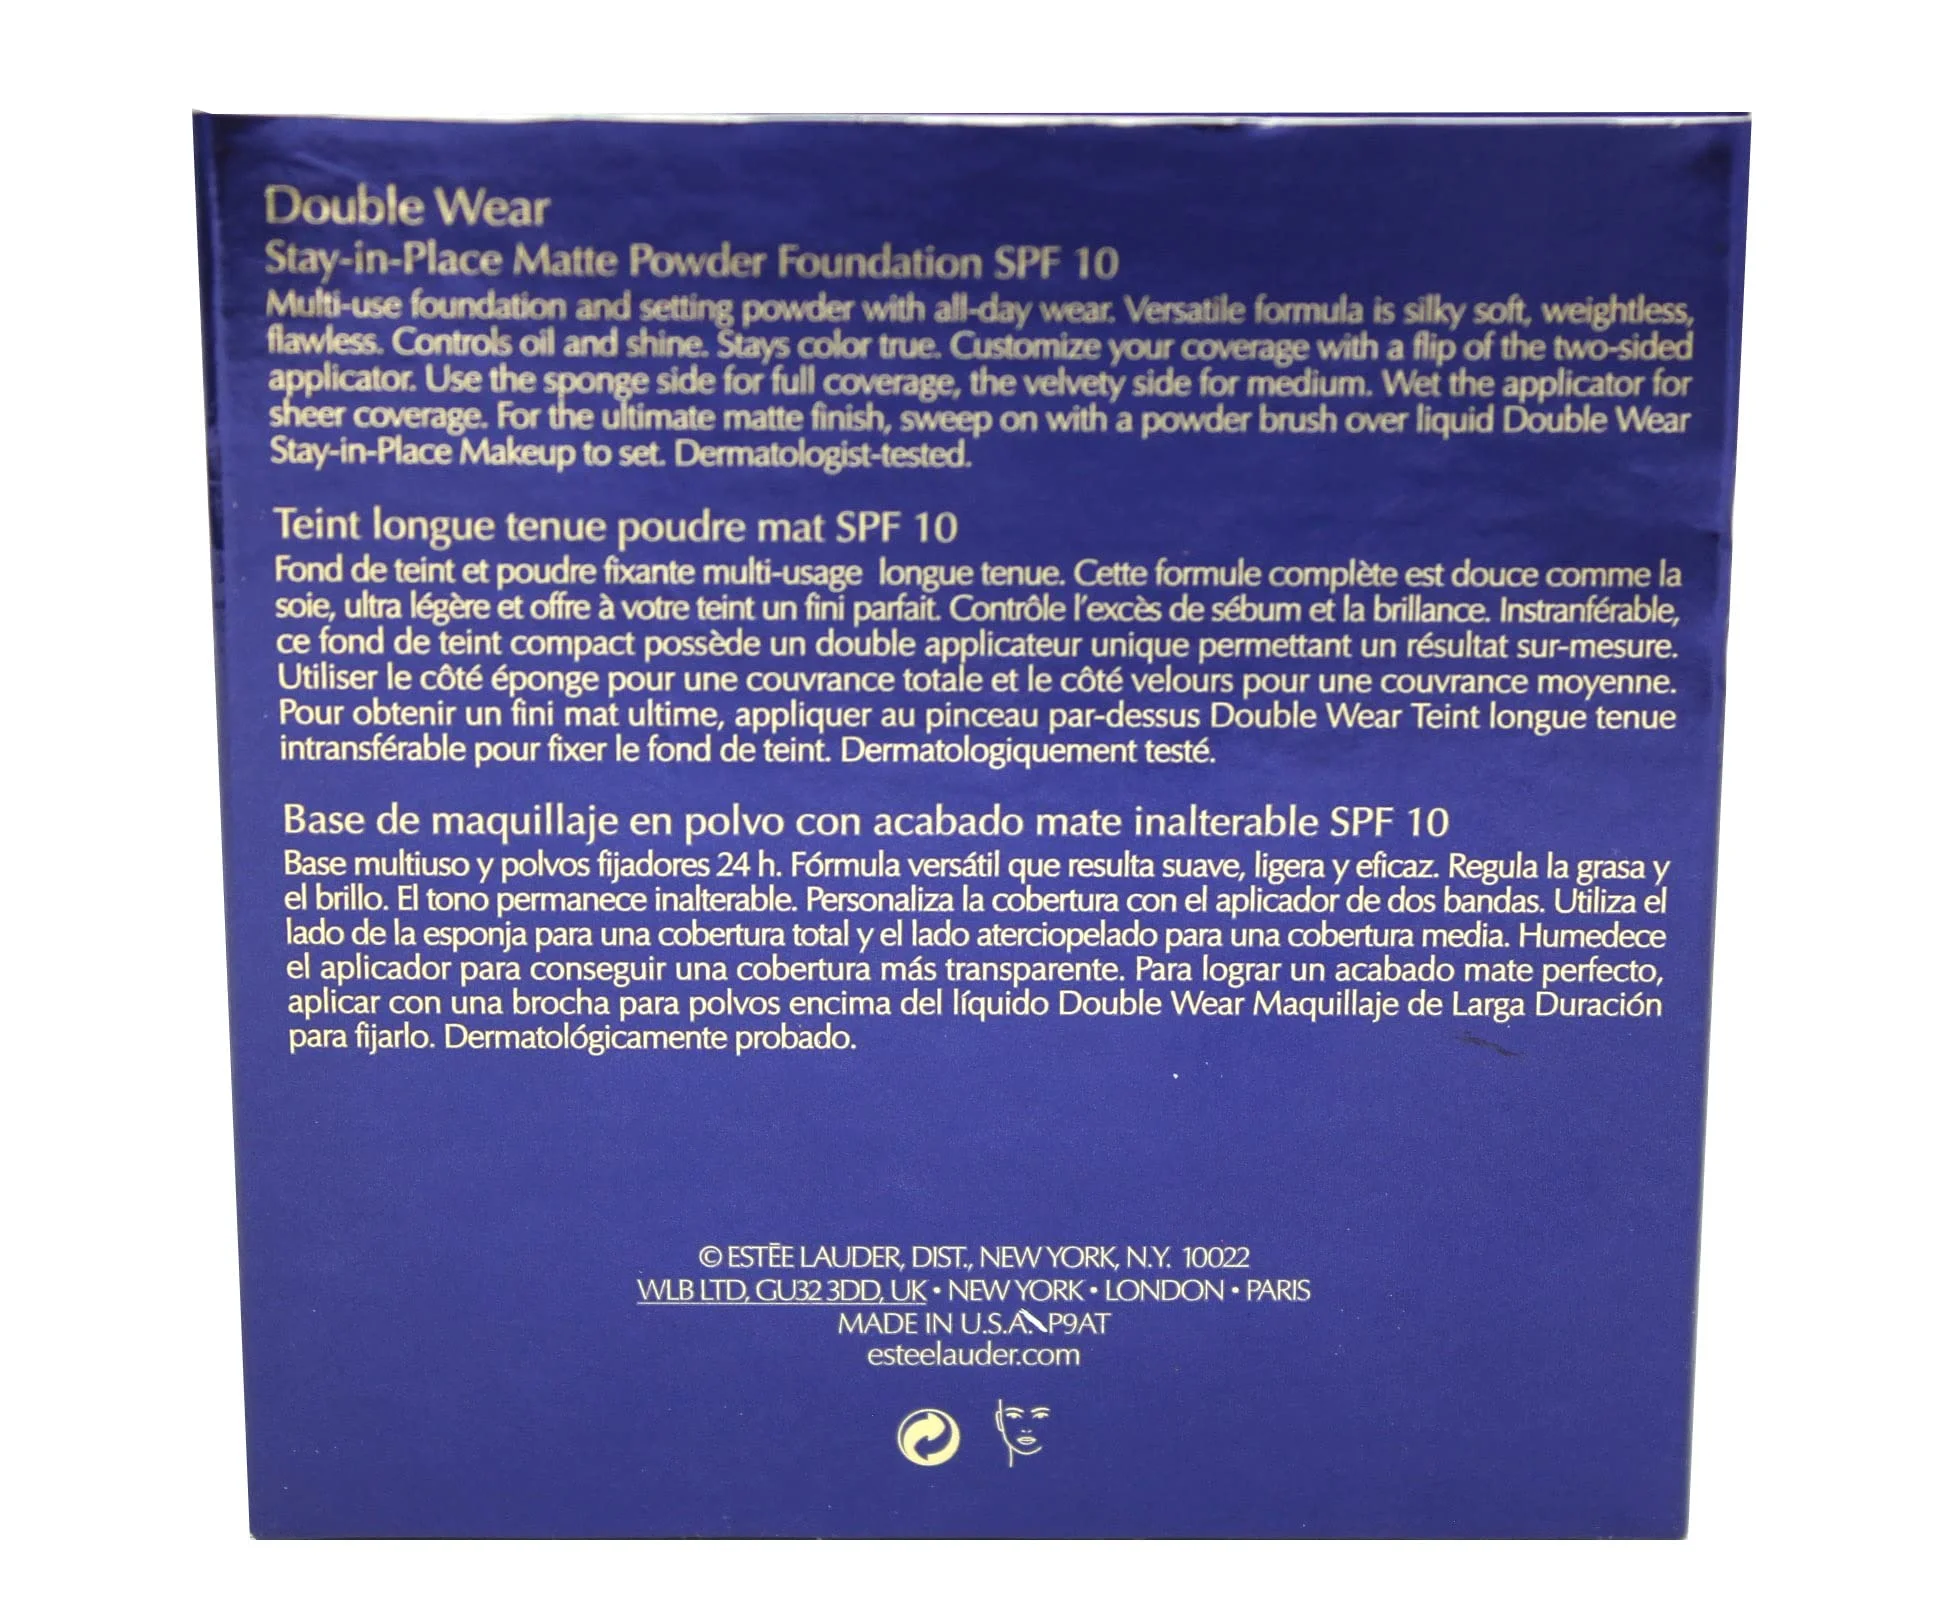 Double Wear
Stay-in-Place Matte Powder Foundation SPF 10
Multi-use foundation and setting powder with all-day wear. Versatile formula is silky soft, weightless,
flawless. Controls oil and shine. Stays color true. Customize your coverage with a flip of the two-sided
applicator. Use the sponge side for full coverage, the velvety side for medium. Wet the applicator for
sheer coverage. For the ultimate matte finish, sweep on with a powder brush over liquid Double Wear
Stay-in-Place Makeup to set. Dermatologist-tested.
Teint longue tenue poudre mat SPF 10
Fond de teint et poudre fixante multi-usage longue tenue. Cette formule complète est douce comme la
soie, ultra légère et offre à votre teint un fini parfait. Contrôle l'excès de sébum et la brillance. Instranférable,
ce fond de teint compact possède un double applicateur unique permettant un résultat sur-mesure.
Utiliser le côté éponge pour une couvrance totale et le côté velours pour une couvrance moyenne.
Pour obtenir un fini mat ultime, appliquer au pinceau par-dessus Double Wear Teint longue tenue
intransférable pour fixer le fond de teint. Dermatologiquement testé.
Base de maquillaje en polvo con acabado mate inalterable SPF 10
Base multiuso y polvos fijadores 24 h. Fórmula versátil que resulta suave, ligera y eficaz. Regula la grasa y
el brillo. El tono permanece inalterable. Personaliza la cobertura con el aplicador de dos bandas. Utiliza el
lado de la esponja para una cobertura total y el lado aterciopelado para una cobertura media. Humedece
el aplicador para conseguir una cobertura más transparente. Para lograr un acabado mate perfecto,
aplicar con una brocha para polvos encima del líquido Double Wear Maquillaje de Larga Duración
para fijarlo. Dermatológicamente probado.
© ESTĒE LAUDER, DIST., NEW YORK, N.Y. 10022
WLB LTD, GU32 3DD, UK • NEW YORK • LONDON • PARIS
MADE IN U.S.A. P9AT
esteelauder.com